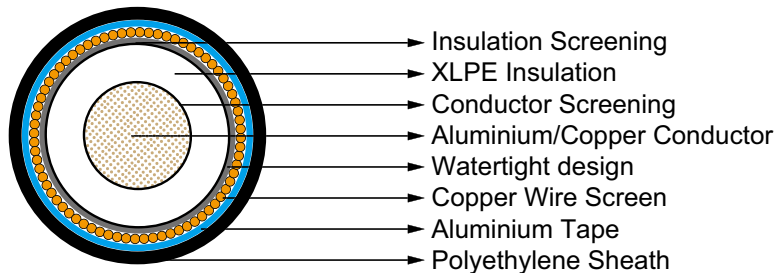 Insulation Screening
XLPE Insulation
Conductor Screening
Aluminium/Copper Conductor
Watertight design
Copper Wire Screen
Aluminium Tape
Polyethylene Sheath